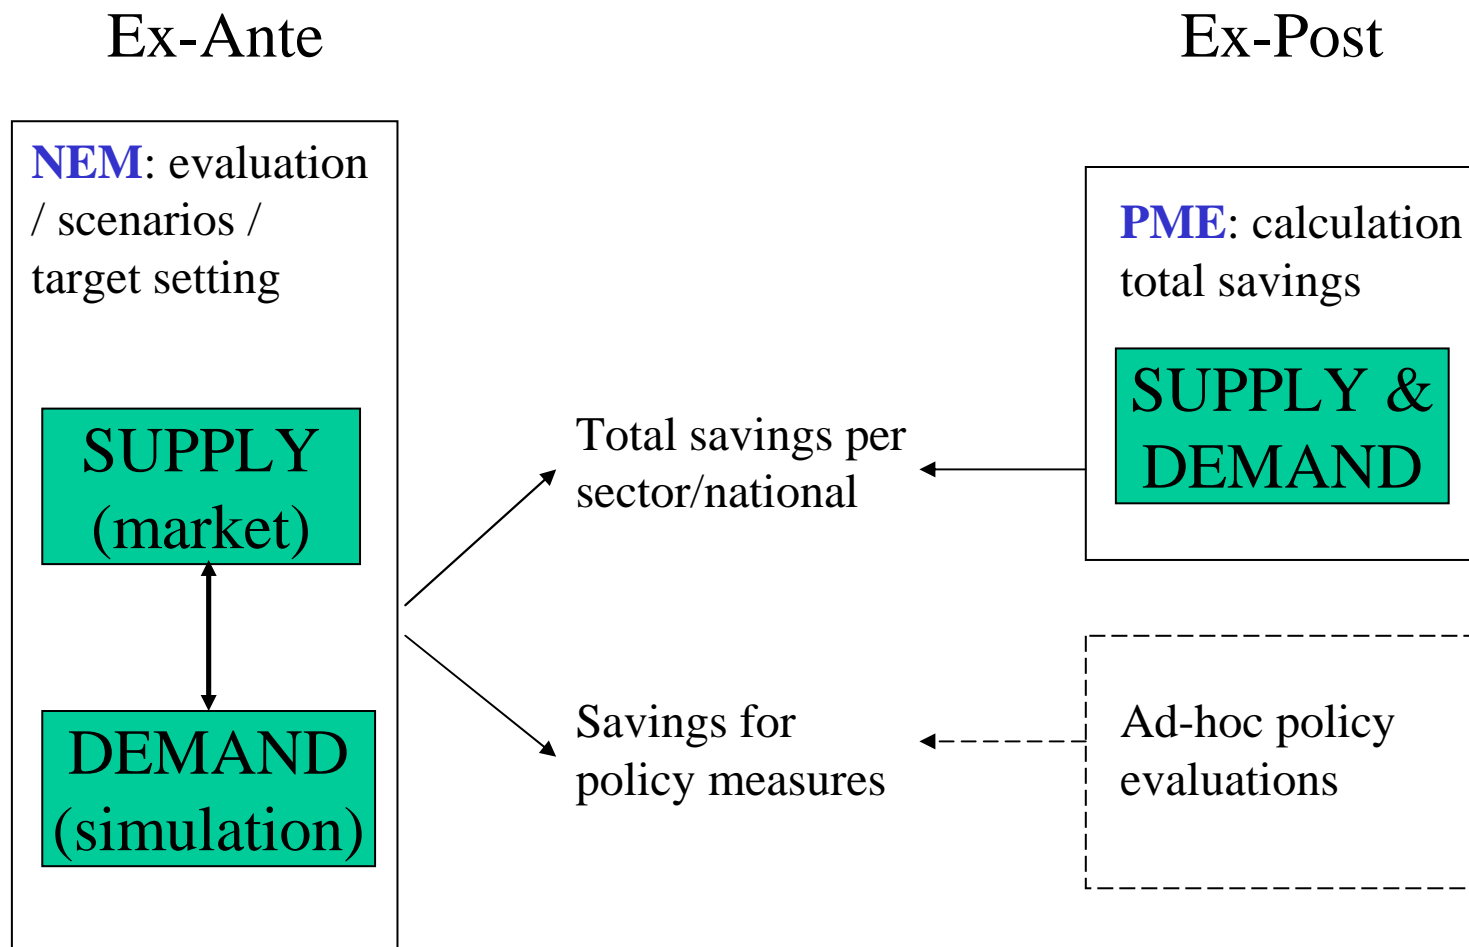 Ex-Ante
Ex-Post
NEM: evaluation
/ scenarios /
target setting
SUPPLY
(market)
DEMAND
(simulation)
Total savings per
sector/national
Savings for
policy measures
PME: calculation
total savings
SUPPLY &
DEMAND
Ad-hoc policy
evaluations